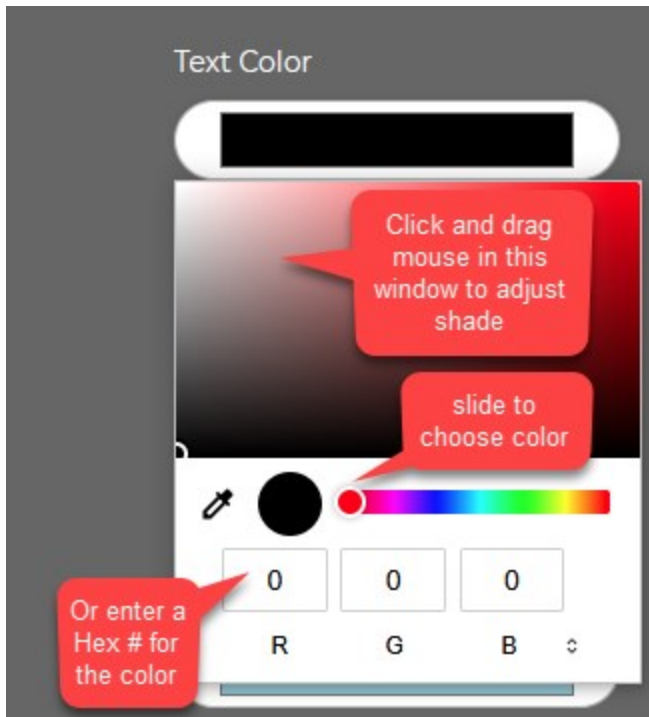 Text Color
Click and drag
mouse in this
window to adjust
shade
slide to
choose color
0 0 0
Or enter a
Hex # for
the color
R G B